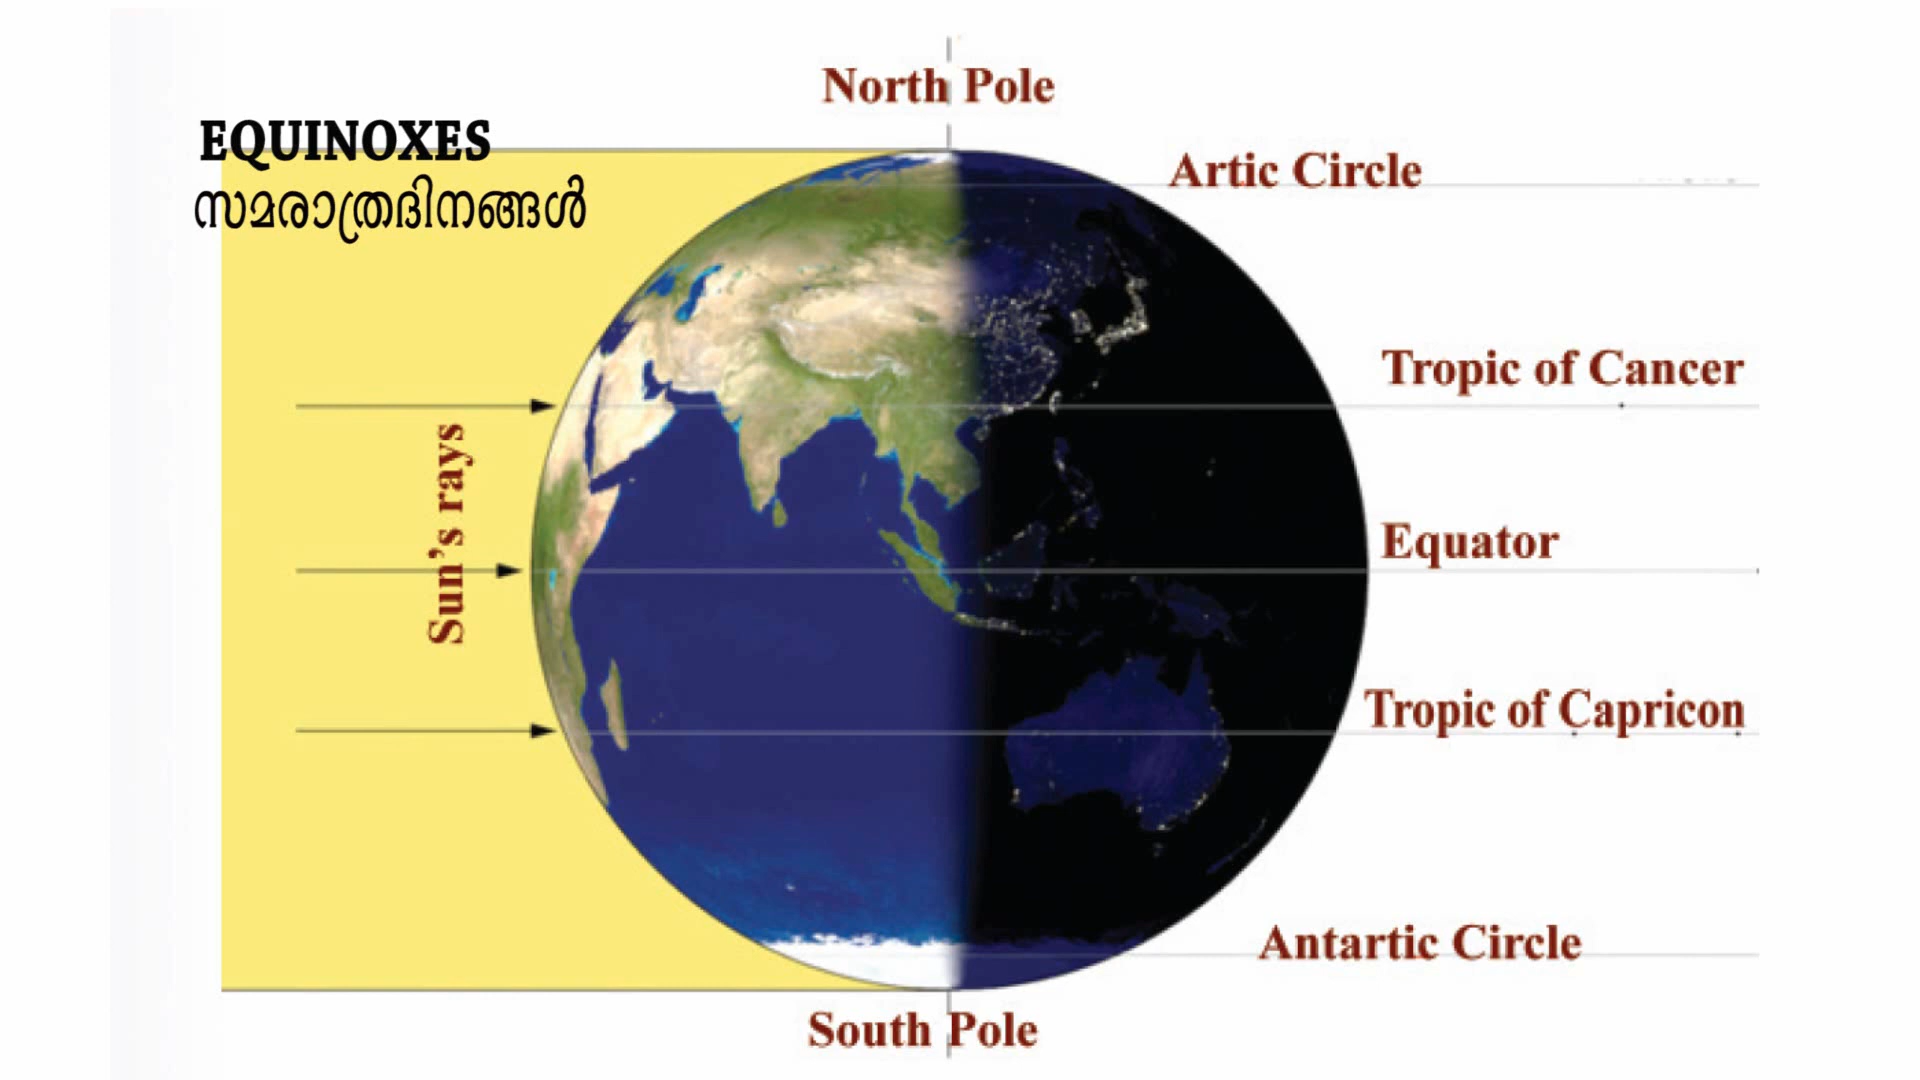 North Pole
EQUINOXES
സമരാത്രദിനങ്ങൾ
Artic Circle
Tropic of Cancer
Sun's rays
Equator
Tropic of Capricon
Antartic Circle
South Pole